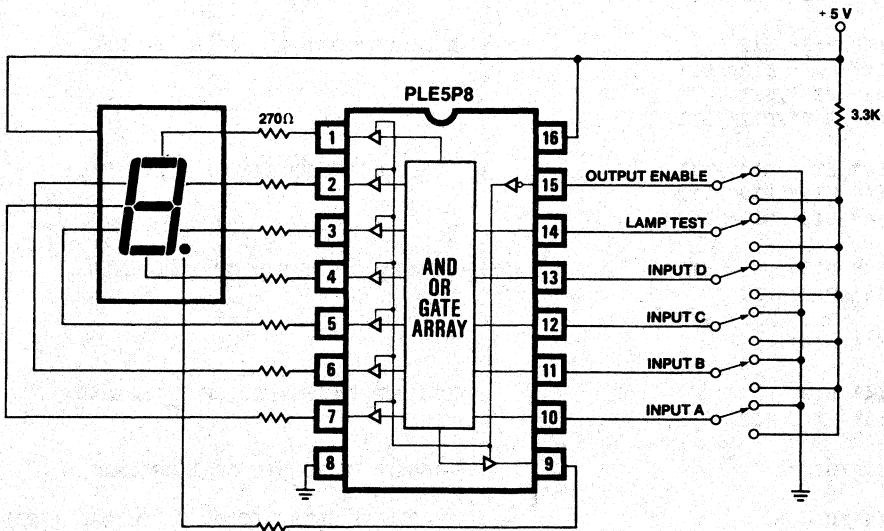 + 5 V
PLE5P8
270Ω
3.3K
1
16
2
15
OUTPUT ENABLE
3
14
LAMP TEST
4
13
INPUT D
AND
OR
GATE
ARRAY
5
12
INPUT C
6
11
INPUT B
7
10
INPUT A
8
9